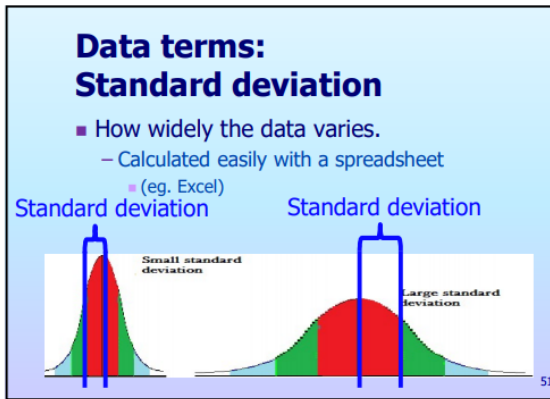 Data terms:
Standard deviation
■ How widely the data varies.
– Calculated easily with a spreadsheet
■ (eg. Excel)
Standard deviation
Standard deviation
Small standard
deviation
Large standard
deviation
51